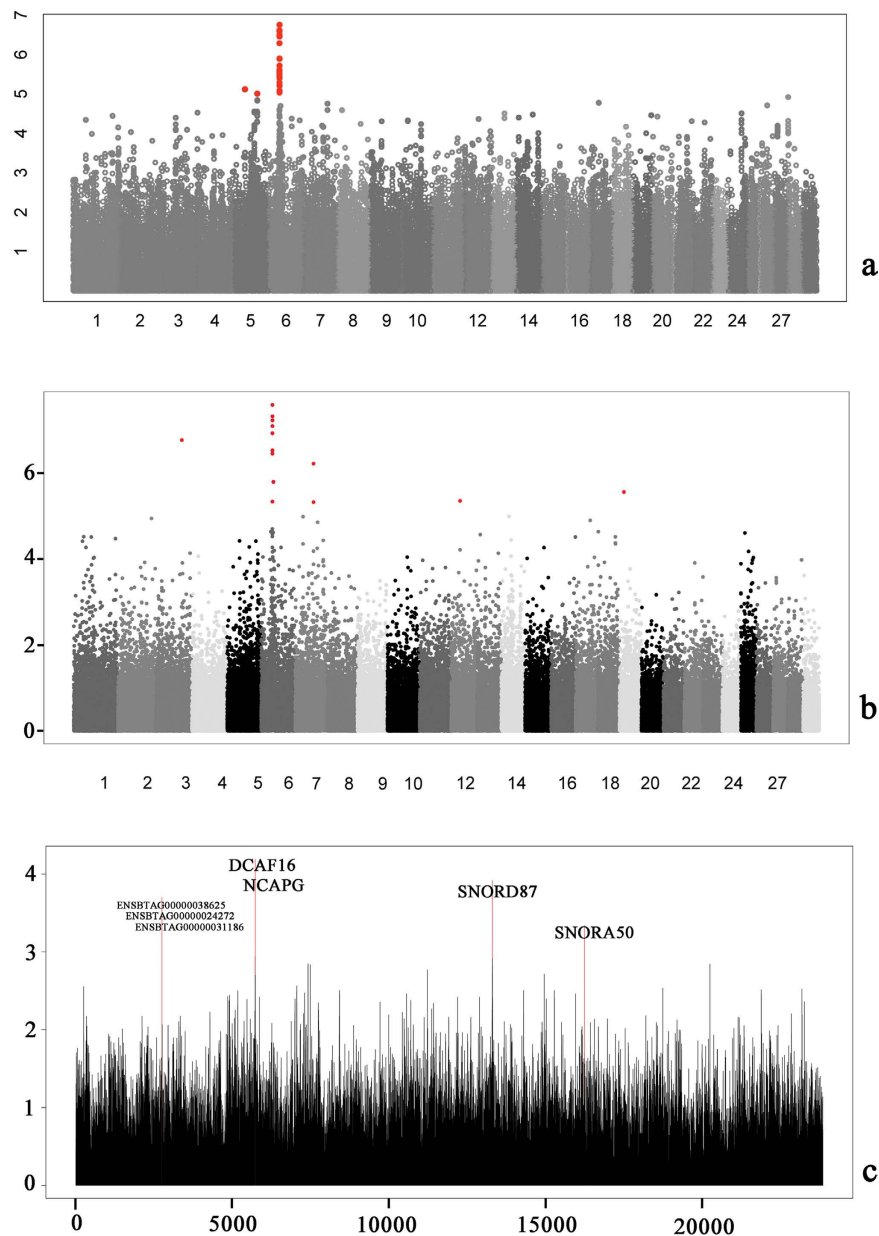 7
6
5
4
3
2
1
a
1 2 3 4 5 6 7 8 9 10 12 14 16 18 20 22 24 27
6
4
2
0
b
1 2 3 4 5 6 7 8 9 10 12 14 16 18 20 22 24 27
4
3
2
1
0
DCAF16
NCAPG
ENSBTAG00000038625
ENSBTAG00000024272
ENSBTAG00000031186
SNORD87
SNORA50
c
0 5000 10000 15000 20000